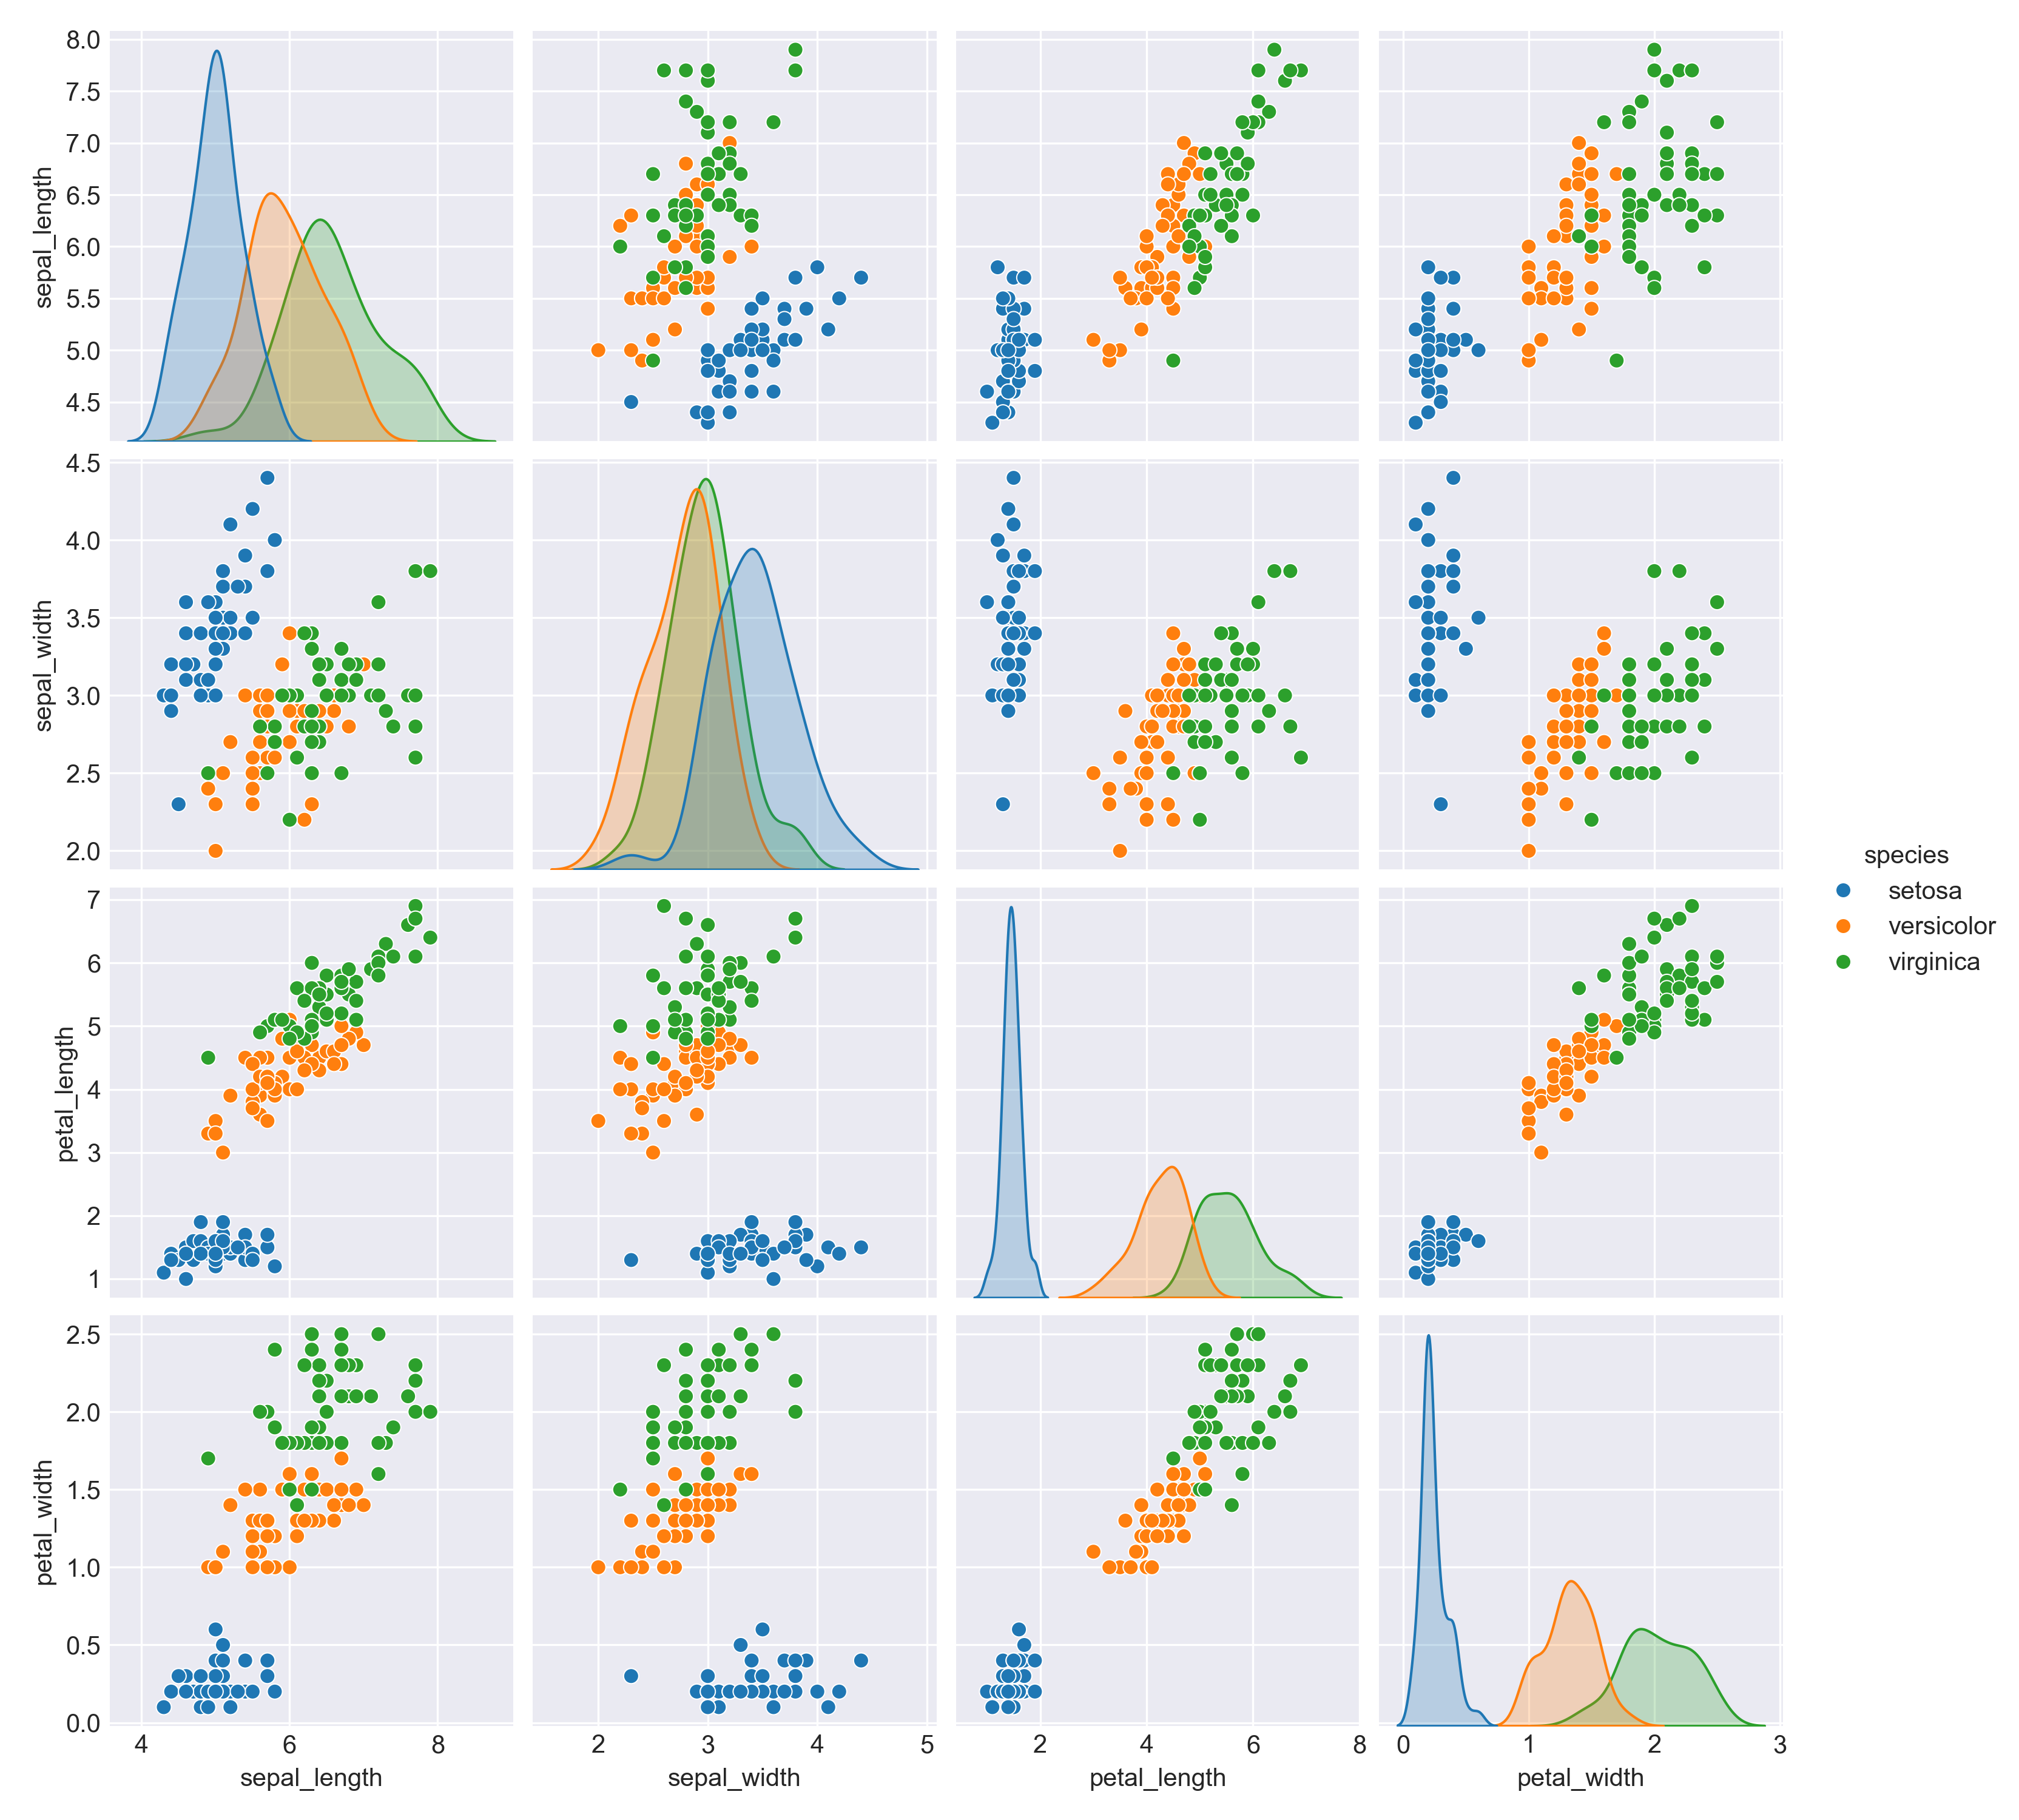 8.0
7.5
7.0
6.5
6.0
5.5
5.0
4.5
sepal_length
4.5
4.0
3.5
3.0
2.5
2.0
sepal_width
species
setosa
versicolor
virginica
7
6
5
4
3
2
1
petal_length
2.5
2.0
1.5
1.0
0.5
0.0
petal_width
4 6 8
2 3 4 5
2 4 6 8
0 1 2 3
sepal_length
sepal_width
petal_length
petal_width